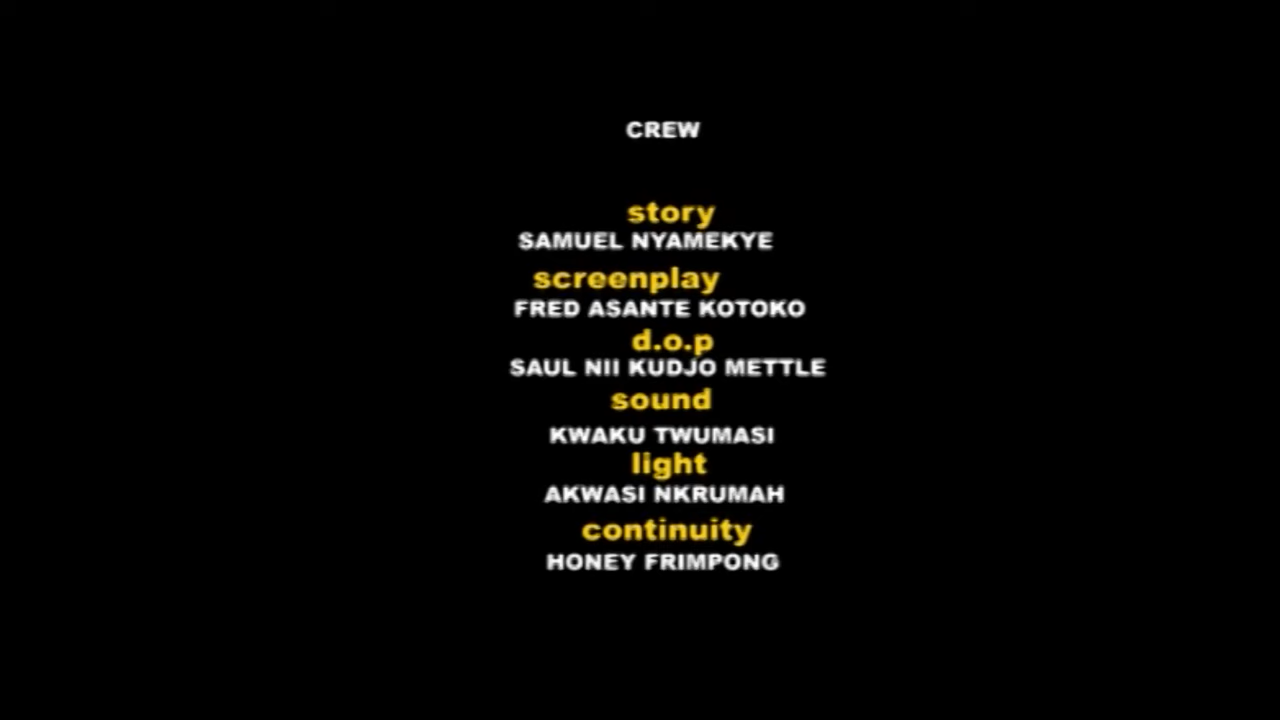 CREW
story
SAMUEL NYAMEKYE
screenplay
FRED ASANTE KOTOKO
d.o.p
SAUL NII KUDJO METTLE
sound
KWAKU TWUMASI
light
AKWASI NKRUMAH
continuity
HONEY FRIMPONG